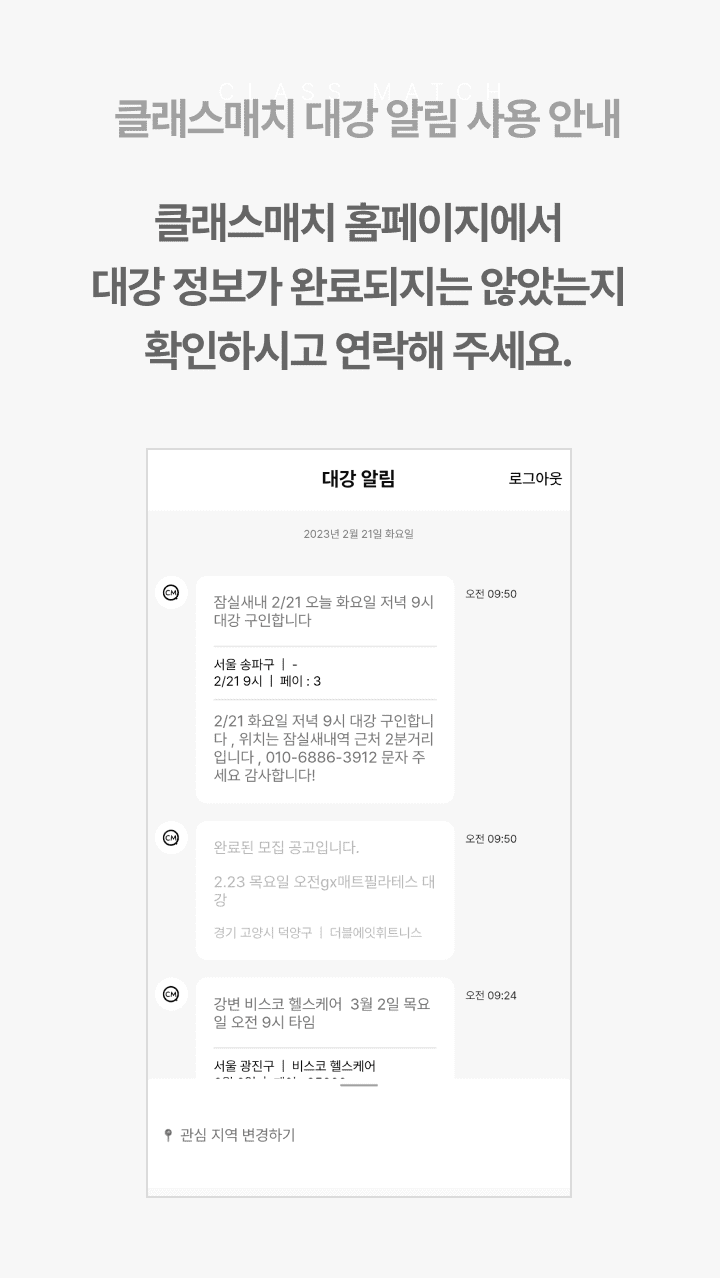 CLASS MATCH
클래스매치 대강 알림 사용 안내
클래스매치 홈페이지에서
대강 정보가 완료되지는 않았는지
확인하시고 연락해 주세요.
대강 알림
로그아웃
2023년 2월 21일 화요일
CM
잠실새내 2/21 오늘 화요일 저녁 9시
대강 구인합니다
오전 09:50
서울 송파구 ㅣ -
2/21 9시 ㅣ 페이 : 3
2/21 화요일 저녁 9시 대강 구인합니
다 , 위치는 잠실새내역 근처 2분거리
입니다 , 010-6886-3912 문자 주
세요 감사합니다!
CM
완료된 모집 공고입니다.
오전 09:50
2.23 목요일 오전gx매트필라테스 대
강
경기 고양시 덕양구 ㅣ 더블에잇휘트니스
CM
강변 비스코 헬스케어  3월 2일 목요
일 오전 9시 타임
오전 09:24
서울 광진구 ㅣ 비스코 헬스케어
관심 지역 변경하기